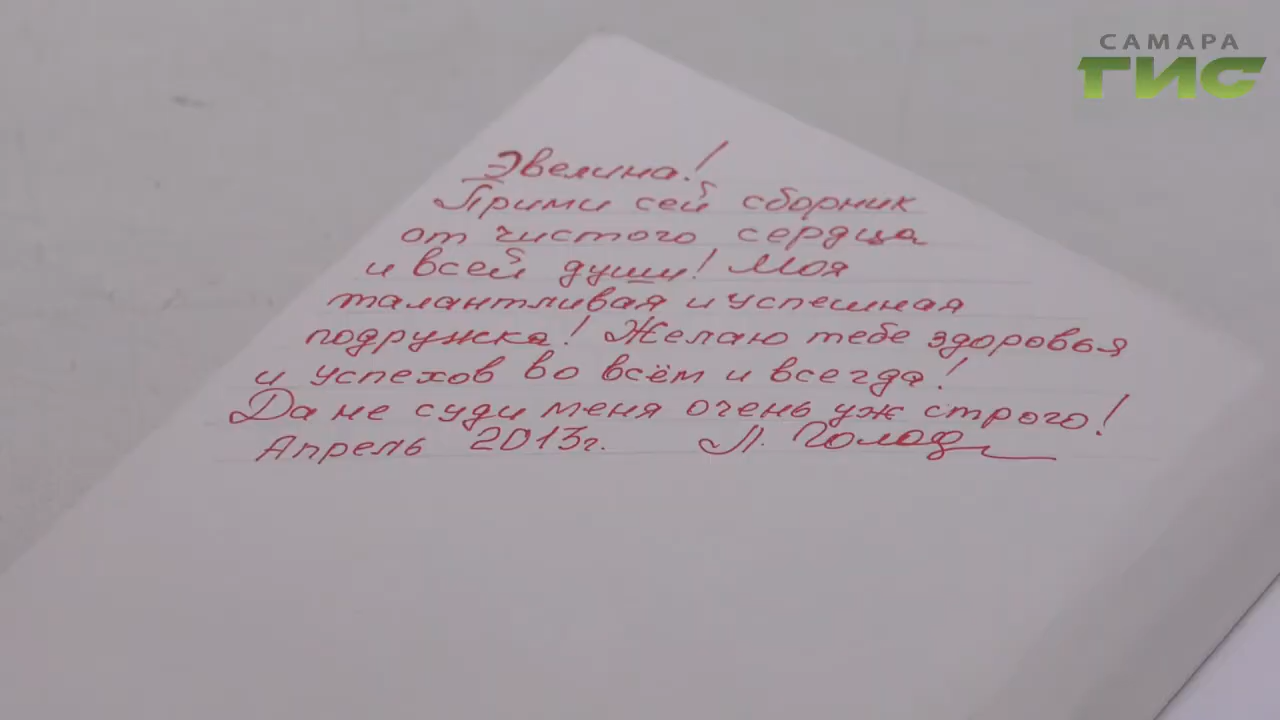 САМАРА
ГИС
Эвелина!
Прими сей сборник
от чистого сердца
и всей души! Моя
талантливая и успешная
подружка! Желаю тебе здоровья
и успехов во всём и всегда!
Да не суди меня очень уж строго!
Апрель 2013г. Л. Голод